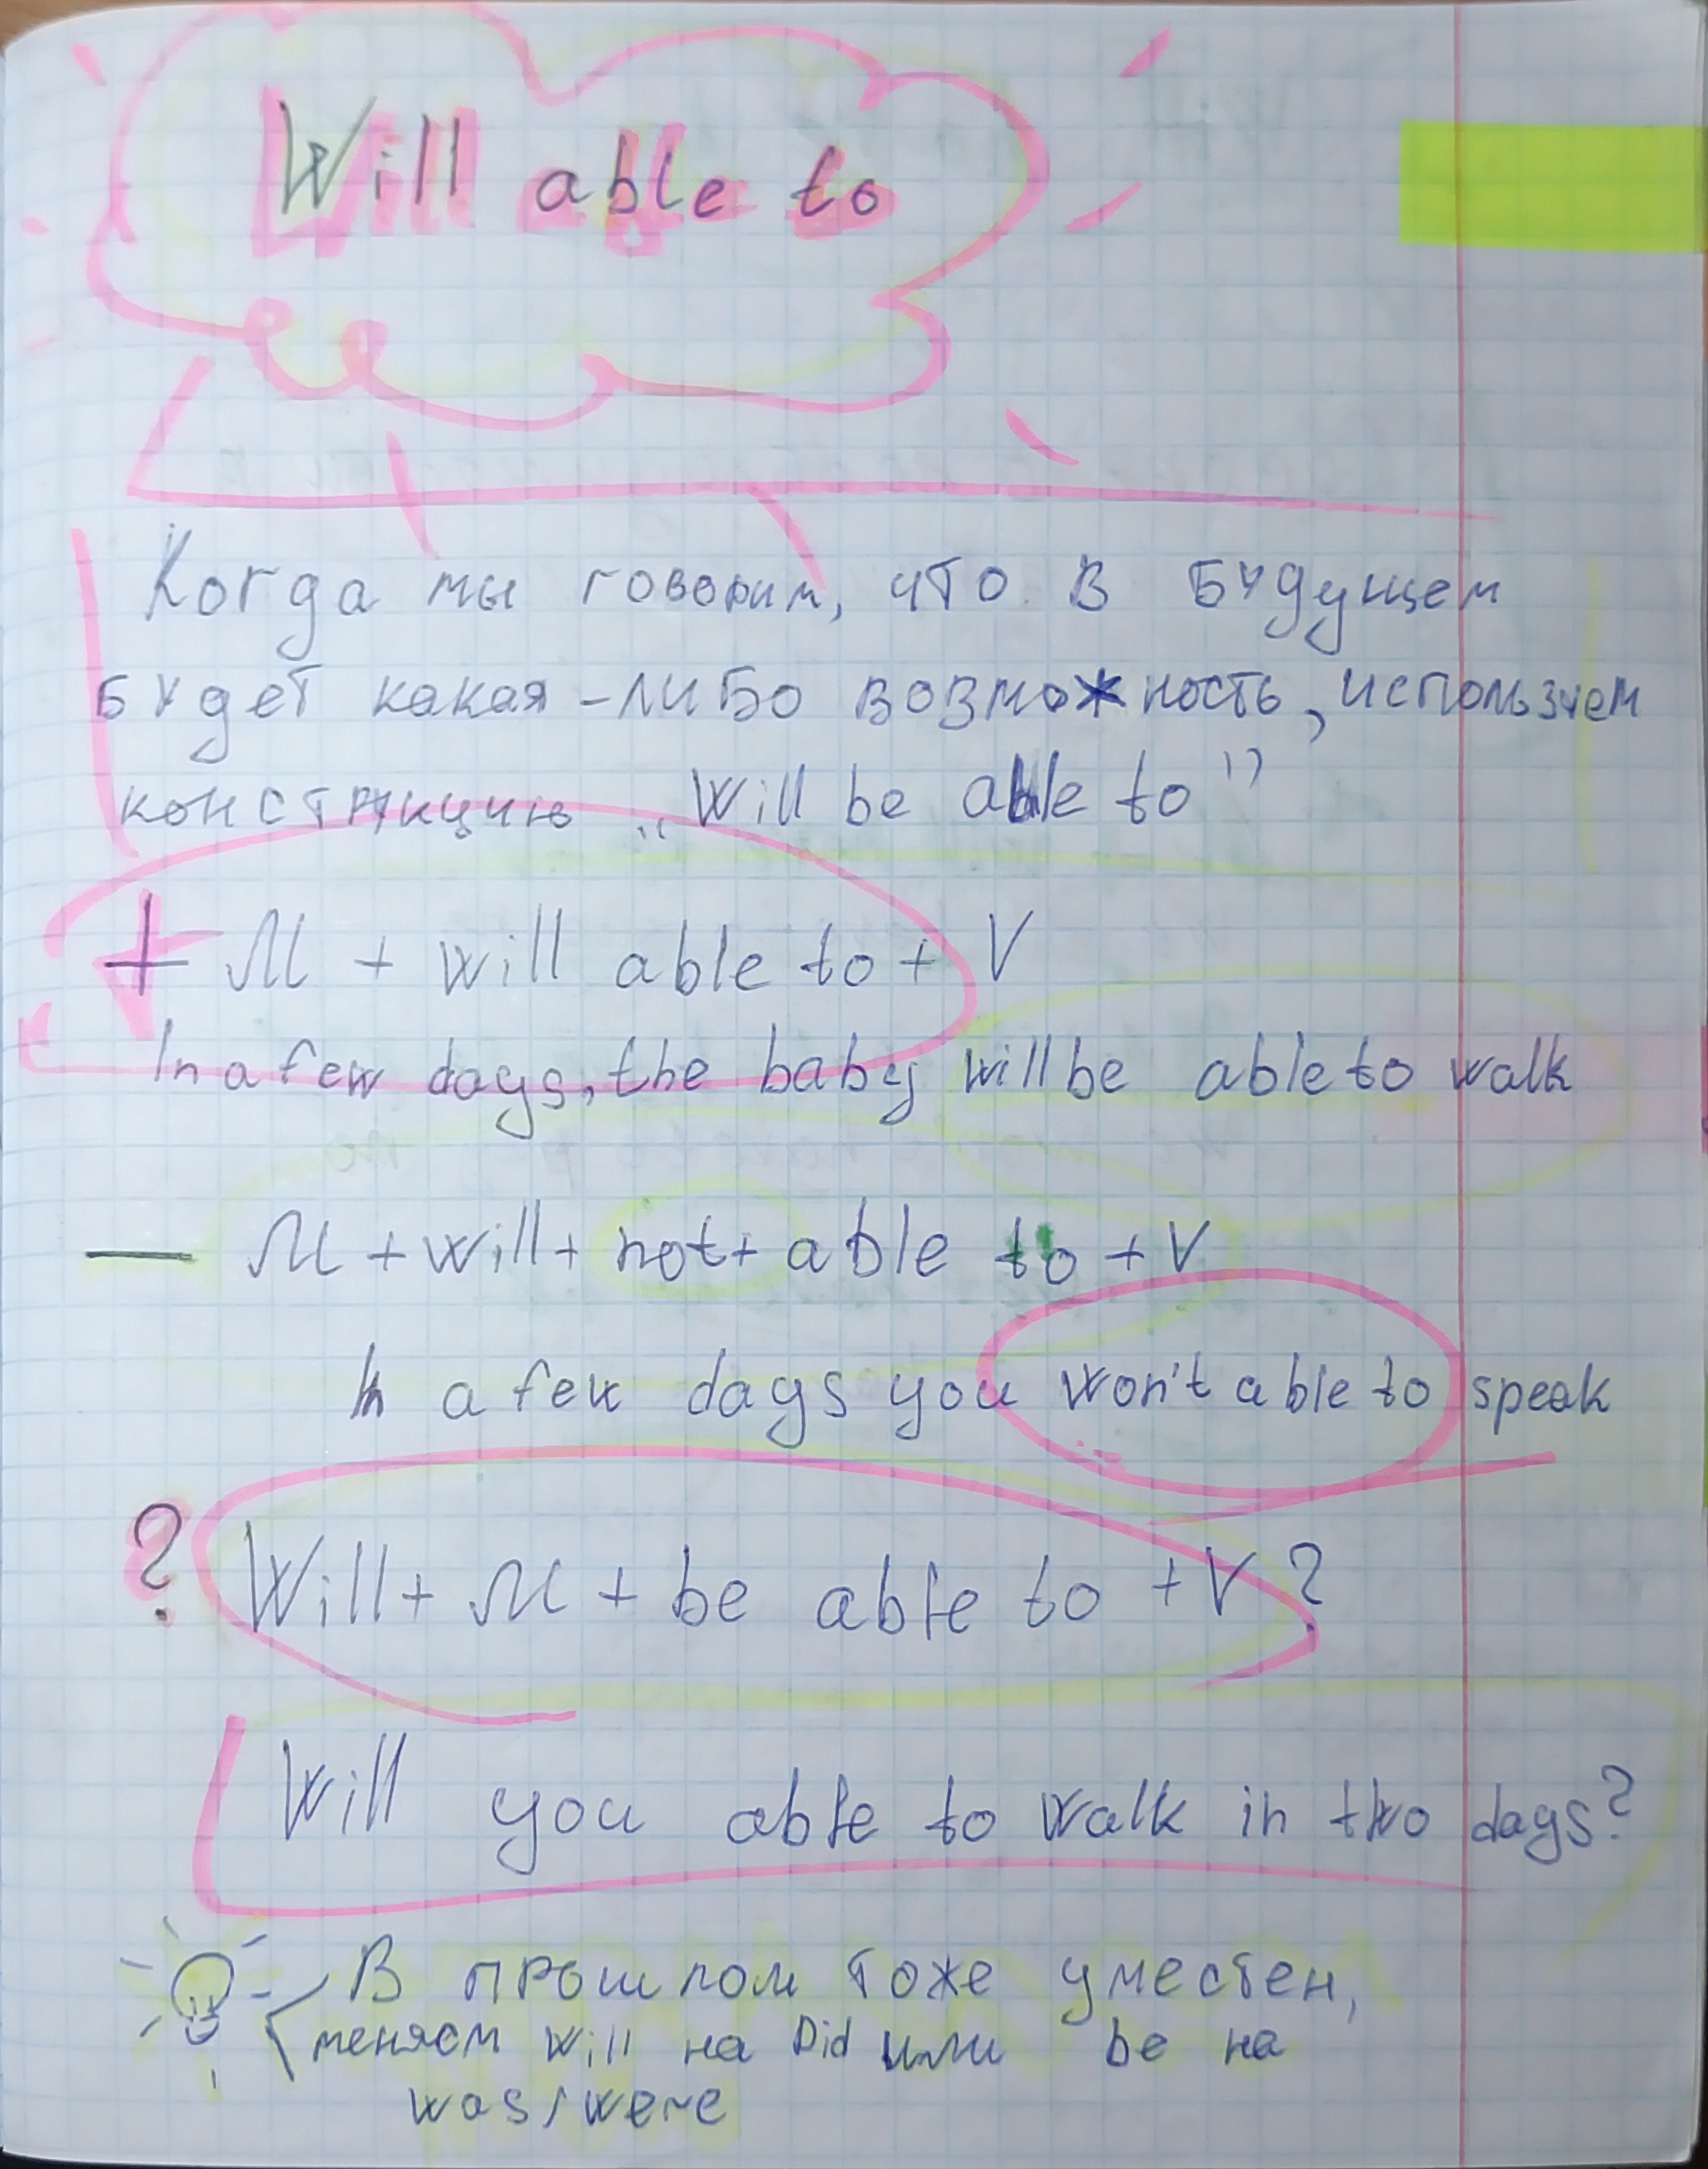 Will able to
Когда мы говорим, что в будущем
будет какая-либо возможность, используем
конструкцию „Will be able to”
+ М + will able to + V
In a few days, the baby will be able to walk
— М + will + not + able to + V
In a few days you won't able to speak
? Will + М + be able to + V?
Will you able to walk in two days?
В прошлом тоже уместен,
меняем will на Did или be на
was/were